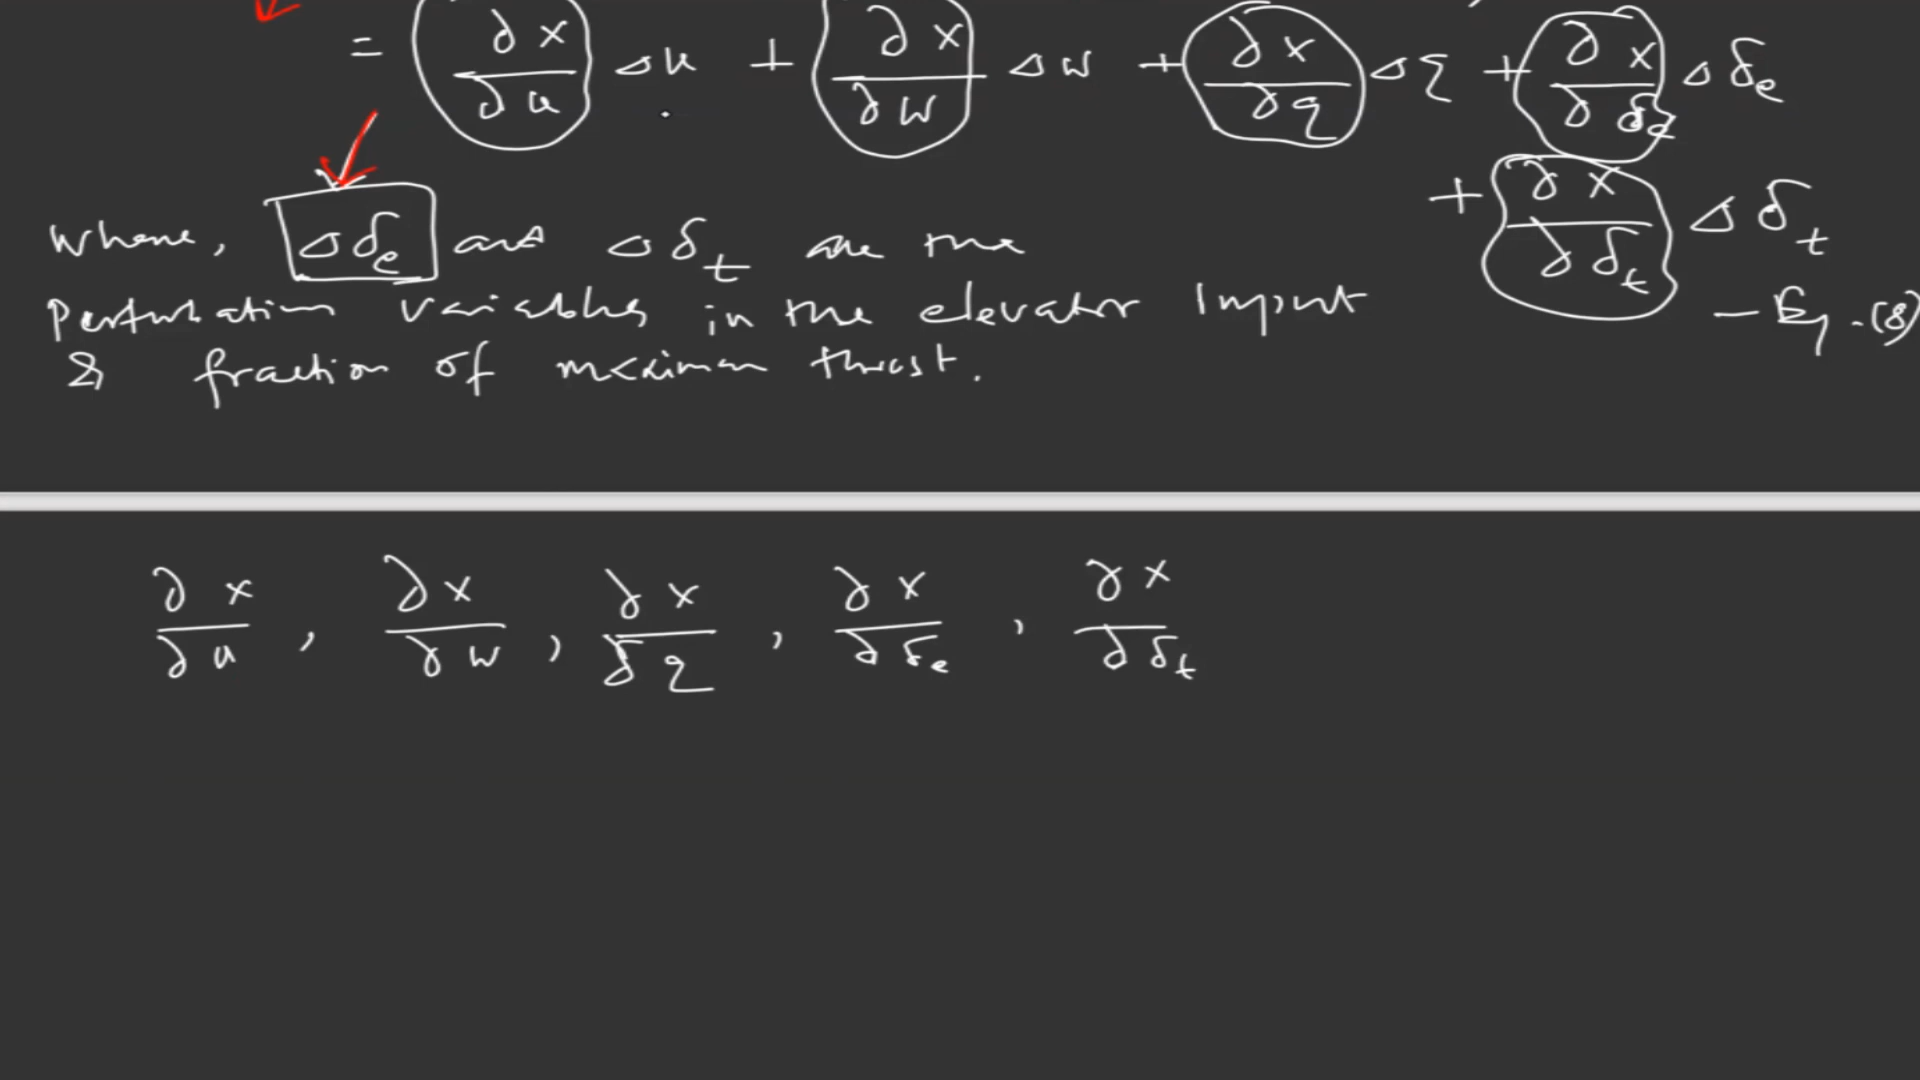 = ∂x/∂u Δu + ∂x/∂w Δw + ∂x/∂q Δq + ∂x/∂δe Δδe
+ ∂x/∂δt Δδt
- Eq.(8)
Where, Δδe and Δδt are the
Perturbation variables in the elevator Input
& fraction of maximum thrust.
∂x/∂u , ∂x/∂w , ∂x/∂q , ∂x/∂δe , ∂x/∂δt